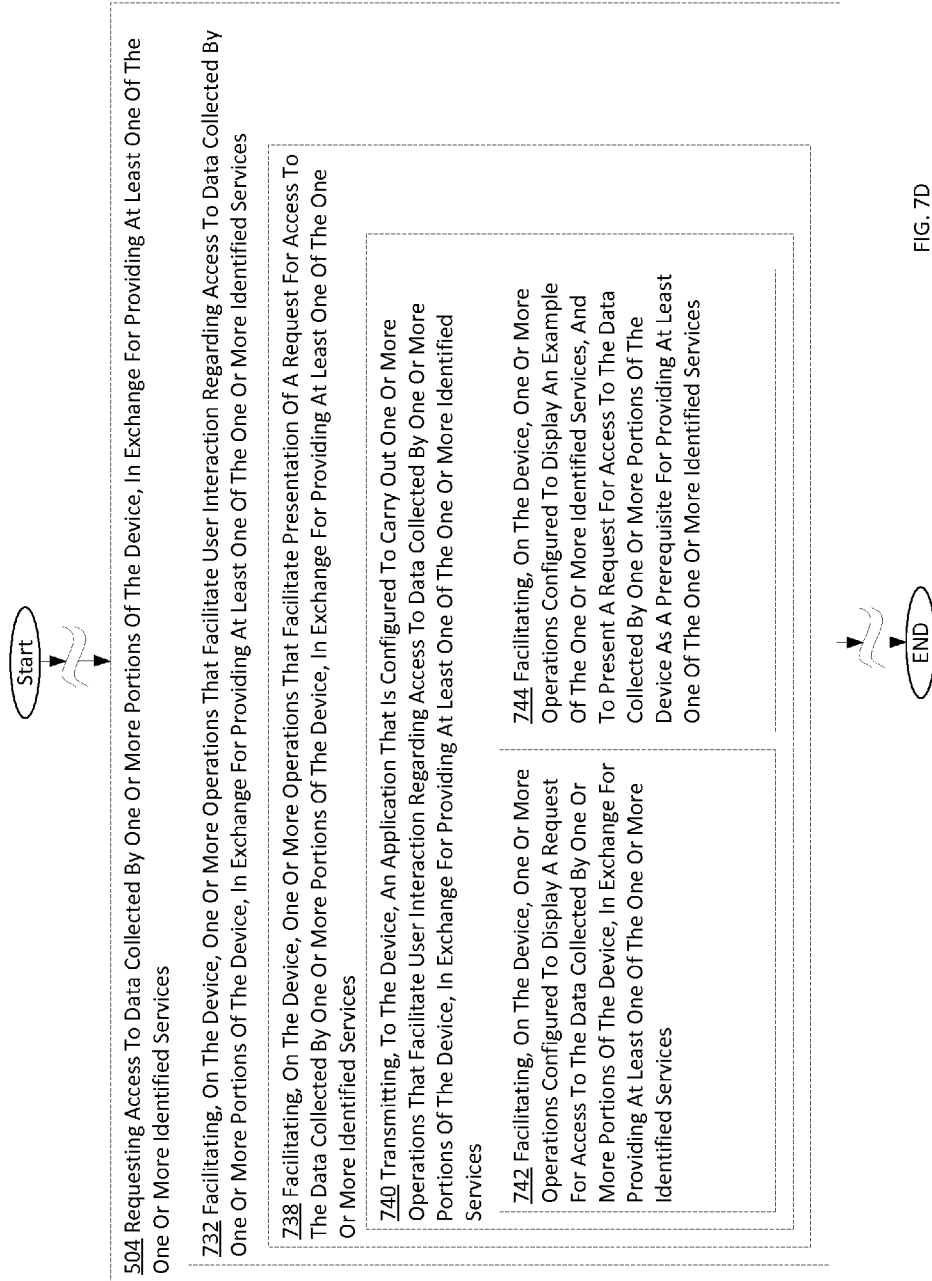 Start
504 Requesting Access To Data Collected By One Or More Portions Of The Device, In Exchange For Providing At Least One Of The
One Or More Identified Services
732 Facilitating, On The Device, One Or More Operations That Facilitate User Interaction Regarding Access To Data Collected By
One Or More Portions Of The Device, In Exchange For Providing At Least One Of The One Or More Identified Services
738 Facilitating, On The Device, One Or More Operations That Facilitate Presentation Of A Request For Access To
The Data Collected By One Or More Portions Of The Device, In Exchange For Providing At Least One Of The One
Or More Identified Services
740 Transmitting, To The Device, An Application That Is Configured To Carry Out One Or More
Operations That Facilitate User Interaction Regarding Access To Data Collected By One Or More
Portions Of The Device, In Exchange For Providing At Least One Of The One Or More Identified
Services
742 Facilitating, On The Device, One Or More
Operations Configured To Display A Request
For Access To The Data Collected By One Or
More Portions Of The Device, In Exchange For
Providing At Least One Of The One Or More
Identified Services
744 Facilitating, On The Device, One Or More
Operations Configured To Display An Example
Of The One Or More Identified Services, And
To Present A Request For Access To The Data
Collected By One Or More Portions Of The
Device As A Prerequisite For Providing At Least
One Of The One Or More Identified Services
END
FIG. 7D